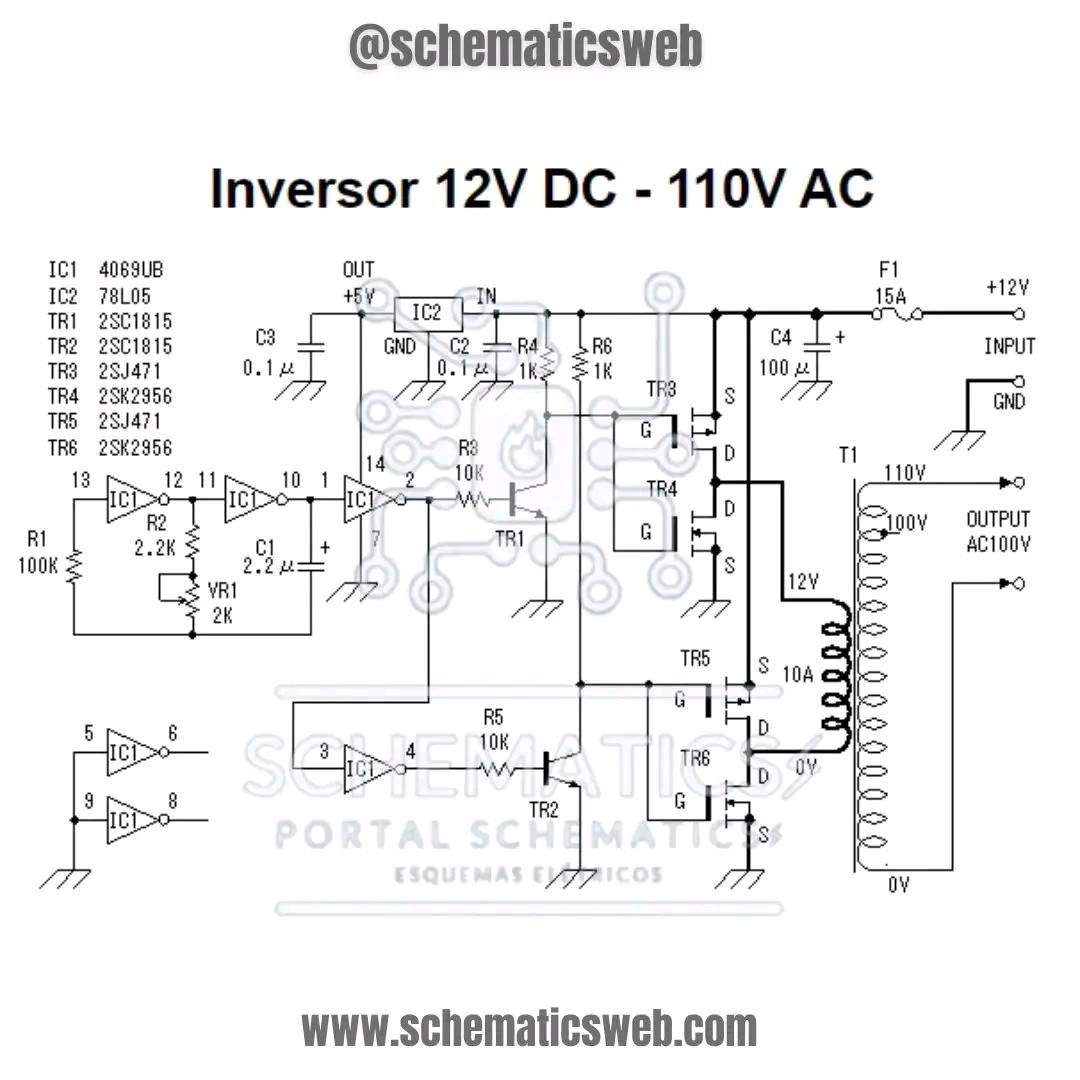 @schematicsweb
Inversor 12V DC - 110V AC
IC1 4069UB
IC2 78L05
TR1 2SC1815
TR2 2SC1815
TR3 2SJ471
TR4 2SK2956
TR5 2SJ471
TR6 2SK2956
OUT
+5V
IC2
IN
GND
C3
0.1μ
C2
0.1μ
R4
1K
R6
1K
F1
15A
+12V
INPUT
GND
C4
+
100μ
TR3
S
G
D
TR4
D
G
S
13
IC1
12
11
IC1
10
1
IC1
14
2
7
R3
10K
TR1
R1
100K
R2
2.2K
VR1
2K
C1
+
2.2μ
T1
110V
100V
OUTPUT
AC100V
12V
10A
0V
0V
TR5
S
G
D
TR6
D
G
S
5
IC1
6
9
IC1
8
3
IC1
4
R5
10K
TR2
SCHEMATICS
PORTAL SCHEMATICS
ESQUEMAS ELÉTRICOS
www.schematicsweb.com